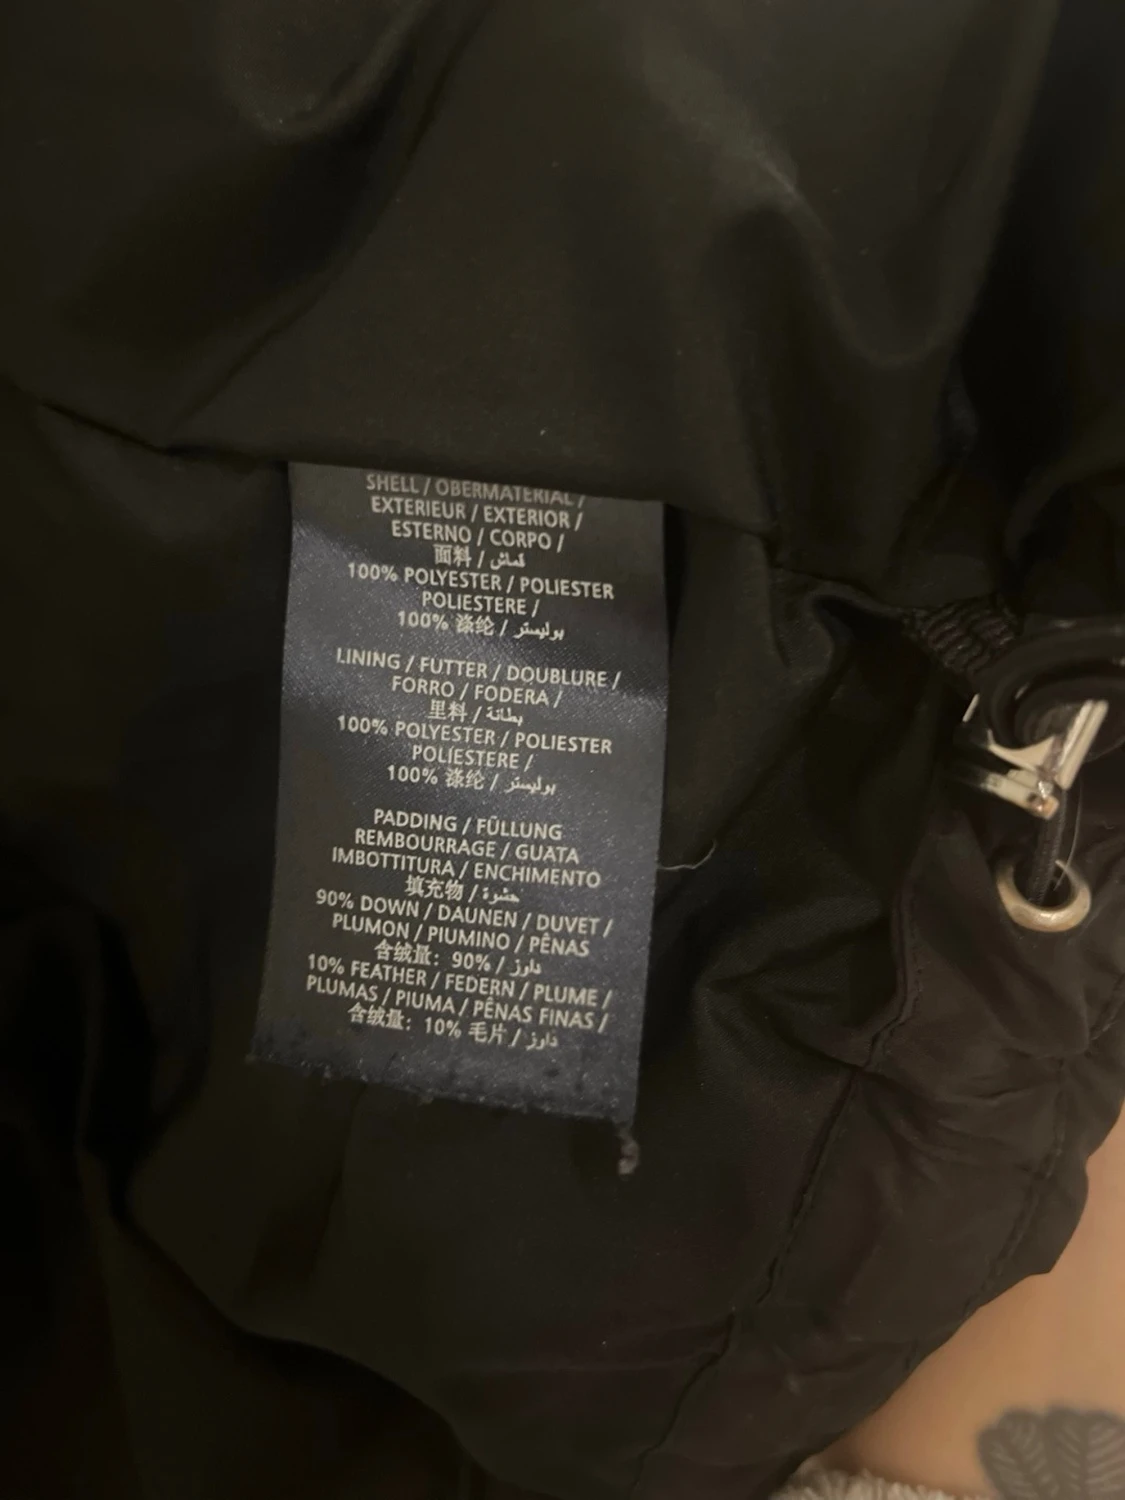 SHELL / OBERMATERIAL /
EXTERIEUR / EXTERIOR /
ESTERNO / CORPO /
面料 / قماش
100% POLYESTER / POLIESTER
POLIESTERE /
100% 涤纶 / بوليستر
LINING / FUTTER / DOUBLURE /
FORRO / FODERA /
里料 / بطانة
100% POLYESTER / POLIESTER
POLIESTERE /
100% 涤纶 / بوليستر
PADDING / FÜLLUNG
REMBOURRAGE / GUATA
IMBOTTITURA / ENCHIMENTO
填充物 / حشوة
90% DOWN / DAUNEN / DUVET /
PLUMON / PIUMINO / PÊNAS
含绒量: 90% / داوز
10% FEATHER / FEDERN / PLUME /
PLUMAS / PIUMA / PÊNAS FINAS /
含绒量: 10% 毛片 / داوز